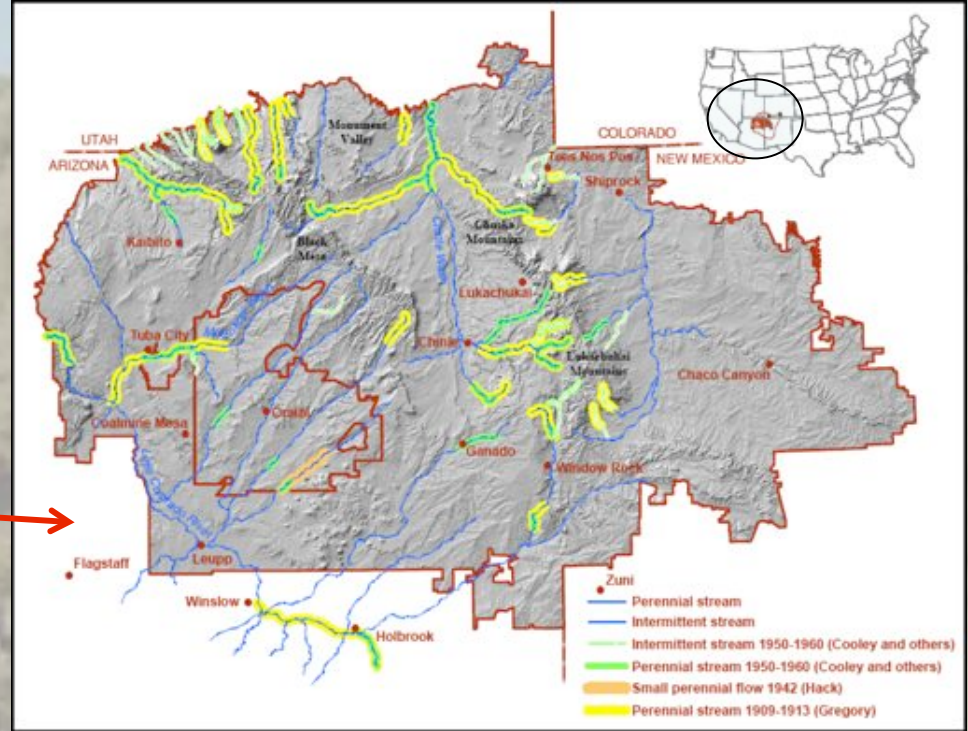 UTAH
ARIZONA
Monument
Valley
COLORADO
NEW MEXICO
Teec Nos Pos
Shiprock
Kaibito
Black
Mesa
Chuska
Mountains
Lukachukai
Tuba City
Chinle
Lukachukai
Mountains
Chaco Canyon
Coalmine Mesa
Oraibi
Ganado
Window Rock
Little Colorado River
Leupp
Flagstaff
Winslow
Holbrook
Zuni
Perennial stream
Intermittent stream
Intermittent stream 1950-1960 (Cooley and others)
Perennial stream 1950-1960 (Cooley and others)
Small perennial flow 1942 (Hack)
Perennial stream 1909-1913 (Gregory)